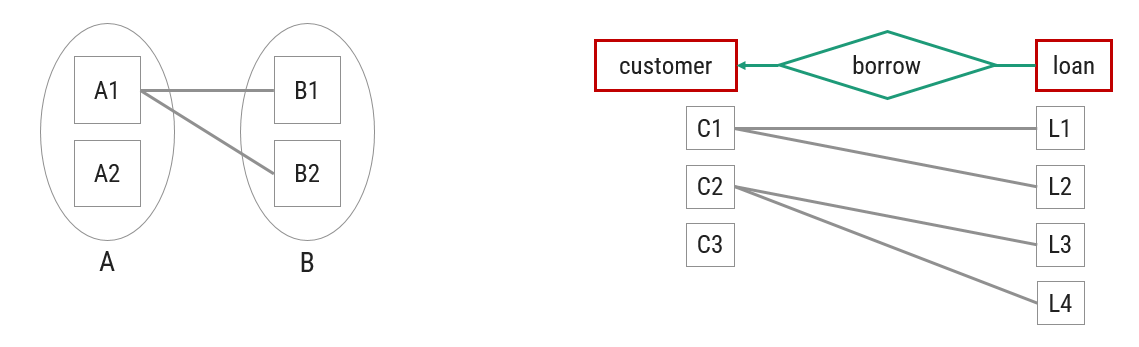 A1
B1
A2
B2
A
B
customer
borrow
loan
C1
L1
C2
L2
C3
L3
L4